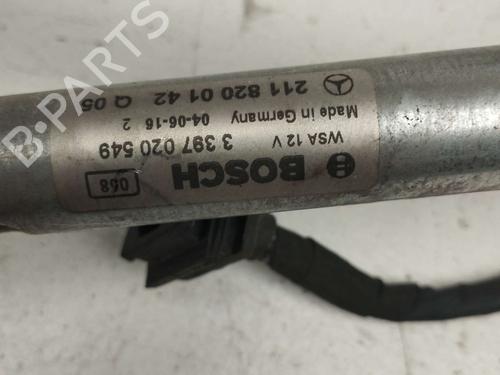 BOSCH
068
WSA 12 V
3 397 020 549
Made in Germany
04-06-16 2
211 820 01 42 Q 05
B-PARTS
B-PARTS